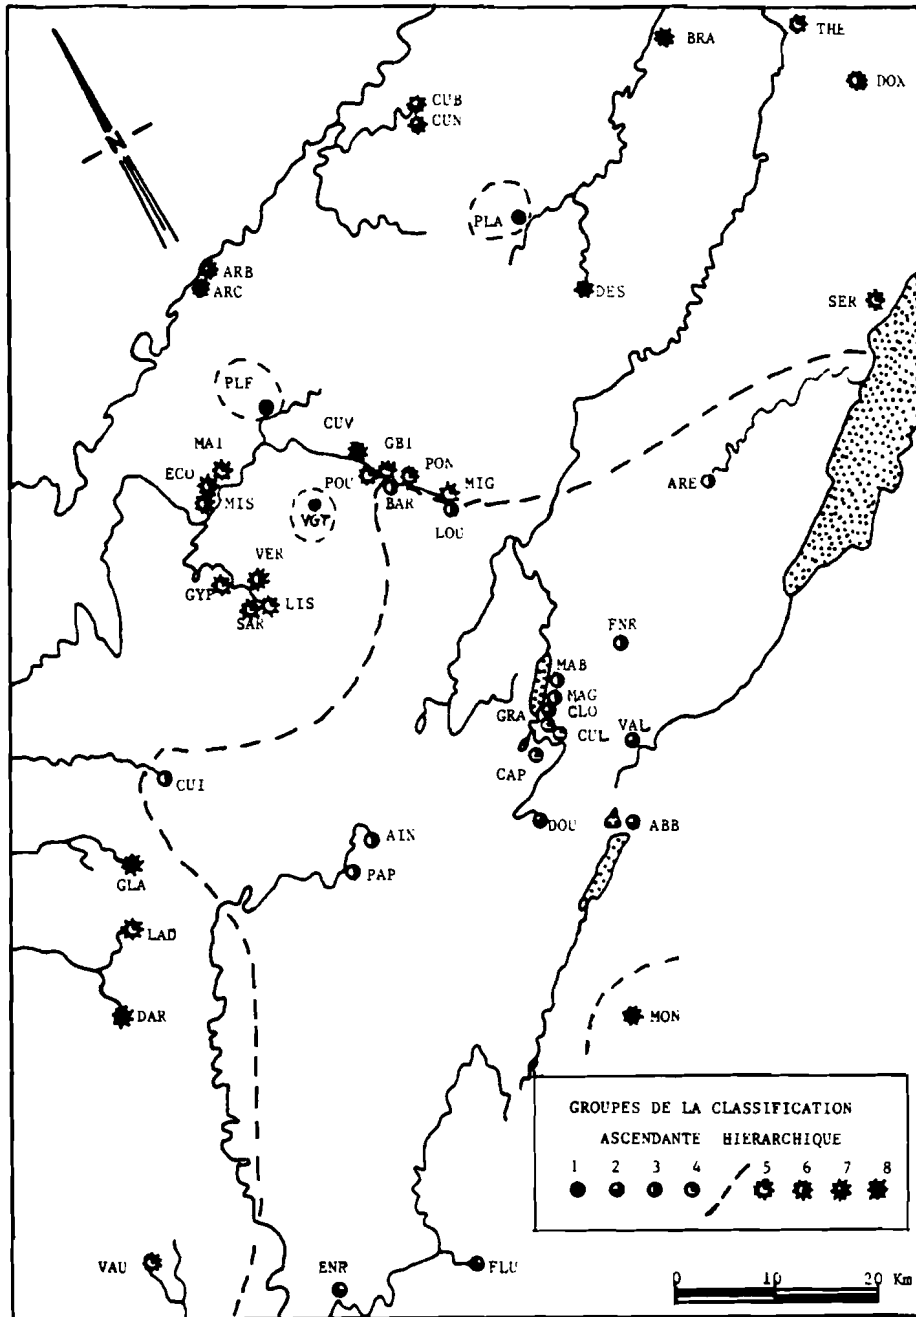 THE
BRA
DOX
CUB
CUN
N
PLA
ARB
ARC
DES
SER
PLF
CUV
MAI
GBI
PON
ECO
POU
MIG
BAR
ARE
MIS
VGT
LOU
VER
GYP
LIS
SAR
FNR
MAB
MAG
GRA
CLO
VAL
CUL
CAP
CUI
DOU
ABB
AIN
PAP
GLA
LAD
DAR
MON
GROUPES DE LA CLASSIFICATION
ASCENDANTE HIERARCHIQUE
1 2 3 4 5 6 7 8
VAU
ENR
FLU
0 10 20 Km